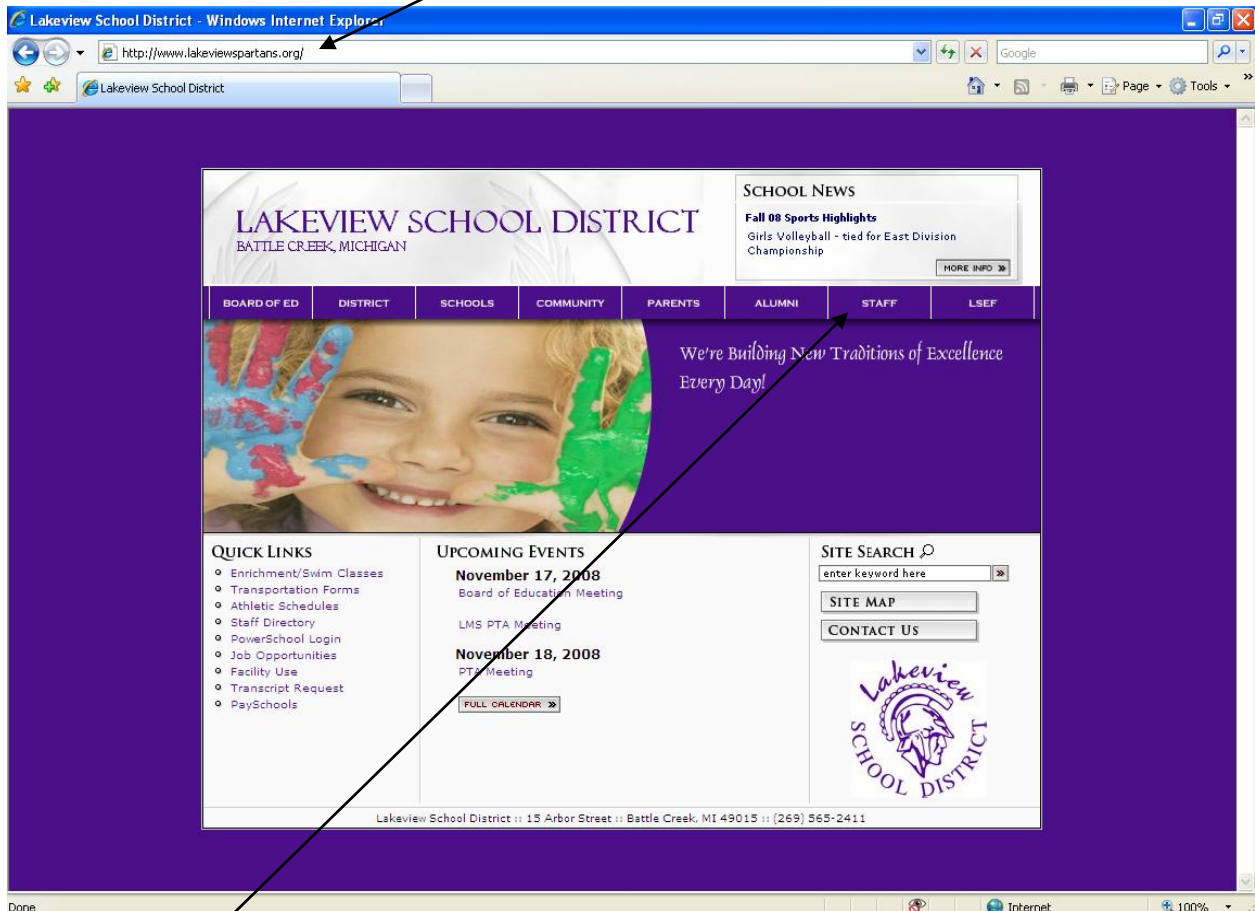 Lakeview School District - Windows Internet Explorer
http://www.lakeviewspartans.org/
Google
Lakeview School District
Page
Tools
LAKEVIEW SCHOOL DISTRICT
BATTLE CREEK, MICHIGAN
SCHOOL NEWS
Fall 08 Sports Highlights
Girls Volleyball - tied for East Division
Championship
MORE INFO »
BOARD OF ED DISTRICT SCHOOLS COMMUNITY PARENTS ALUMNI STAFF LSEF
We're Building New Traditions of Excellence
Every Day!
QUICK LINKS
Enrichment/Swim Classes
Transportation Forms
Athletic Schedules
Staff Directory
PowerSchool Login
Job Opportunities
Facility Use
Transcript Request
PaySchools
UPCOMING EVENTS
November 17, 2008
Board of Education Meeting
LMS PTA Meeting
November 18, 2008
PTA Meeting
FULL CALENDAR »
SITE SEARCH
enter keyword here »
SITE MAP
CONTACT US
Lakeview
SCHOOL DISTRICT
Lakeview School District :: 15 Arbor Street :: Battle Creek, MI 49015 :: (269) 565-2411
Done
Internet
100%